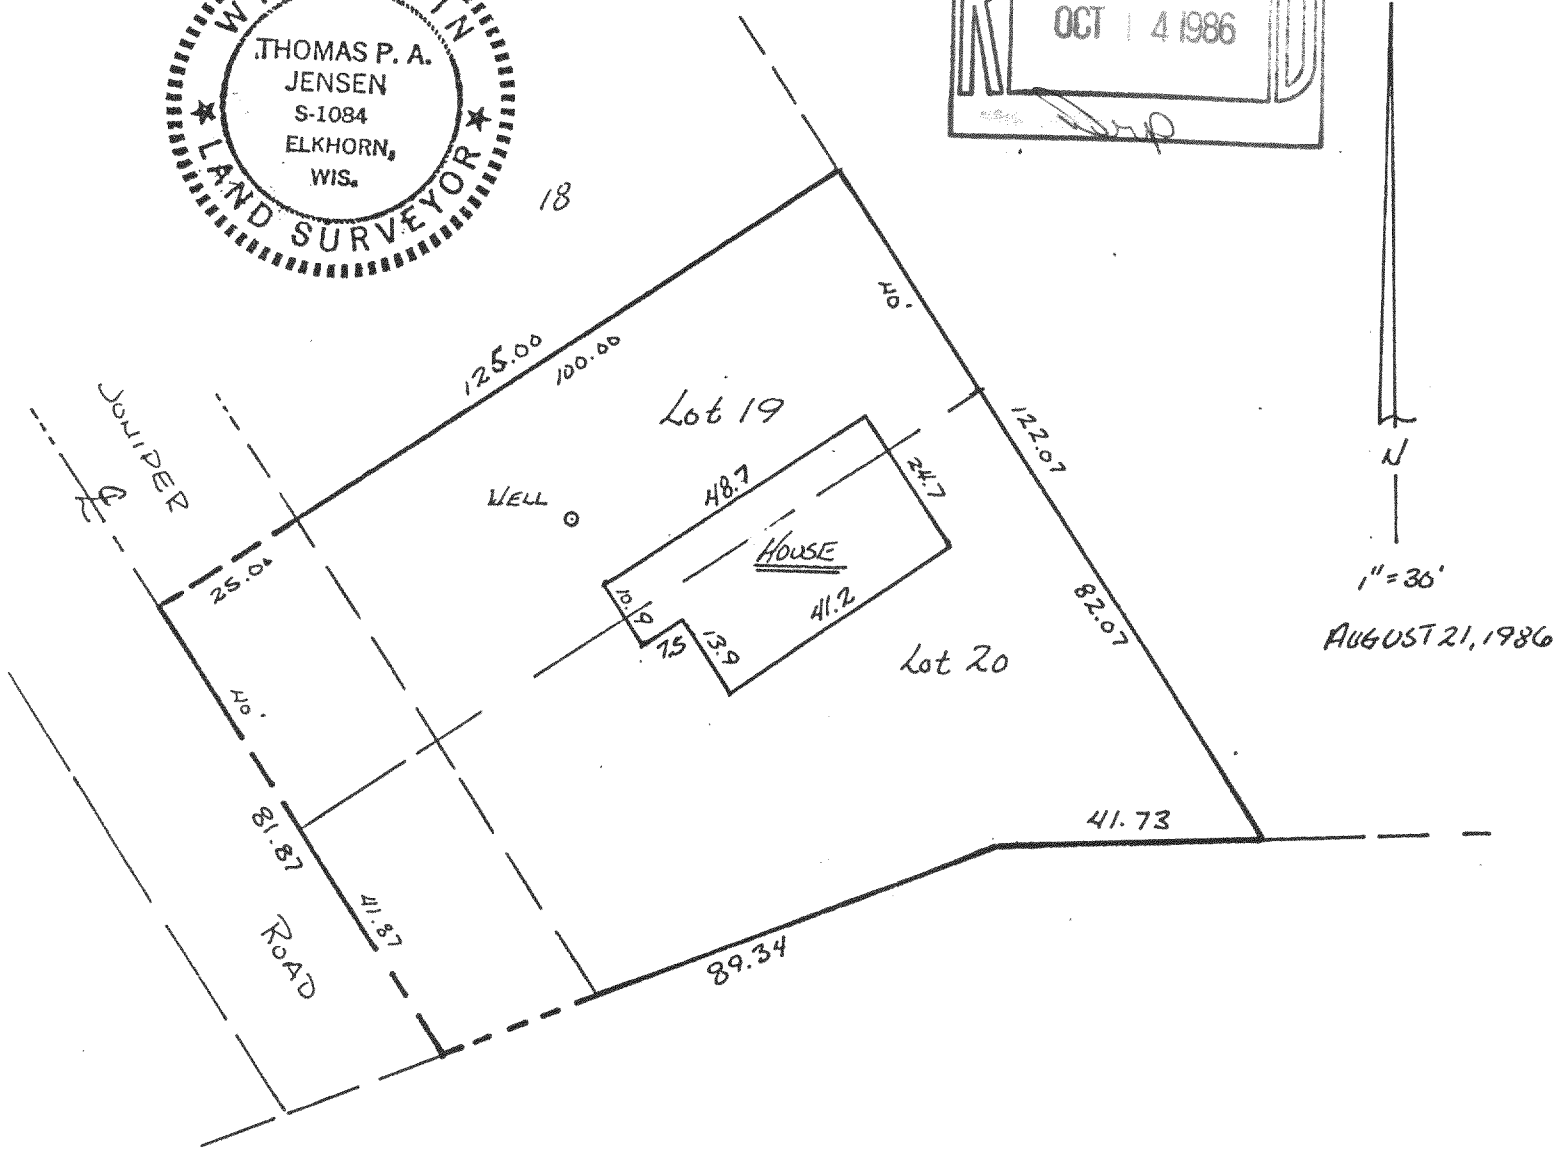 THOMAS P. A.
JENSEN
S-1084
ELKHORN,
WIS.
LAND SURVEYOR
OCT 14 1986
18
40'
125.00
100.00
JUNIPER
Lot 19
122.07
N
WELL
48.7
24.7
HOUSE
25.00
10.9
7.5
13.9
41.2
82.07
1"=30'
AUGUST 21, 1986
Lot 20
40'
81.87
41.87
41.73
ROAD
89.34